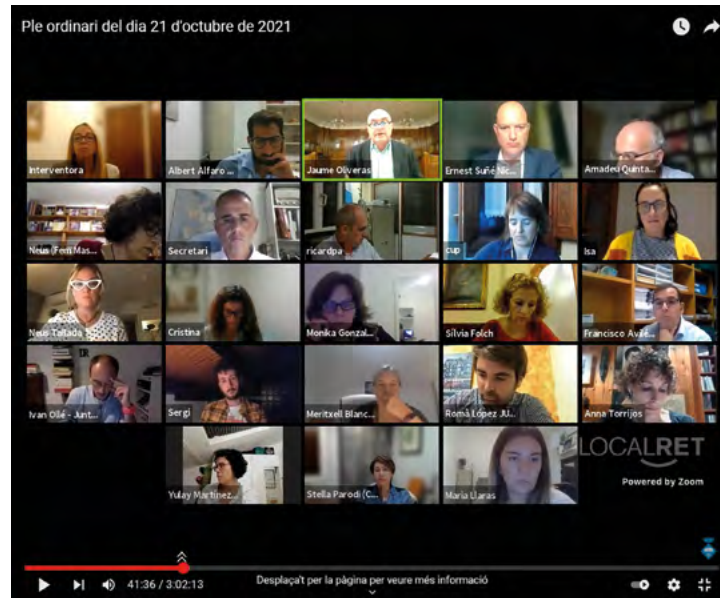 Ple ordinari del dia 21 d'octubre de 2021
Interventora
Albert Alfaro ...
Jaume Oliveras
Ernest Suñé Nic...
Amadeu Quinta...
Neus (Fem Mas...
Secretari
ricardpa
cup
Isa
Neus Tallada
Cristina
Monika Gonzal...
Sílvia Folch
Francisco Avilé...
Ivan Ollé - Junt...
Sergi
Meritxell Blanc...
Romà López JU...
Anna Torrijos
LOCALRET
Yulay Martínez...
Stella Parodi (C...
Maria Llaras
Powered by Zoom
41:36 / 3:02:13
Desplaça't per la pàgina per veure més informació